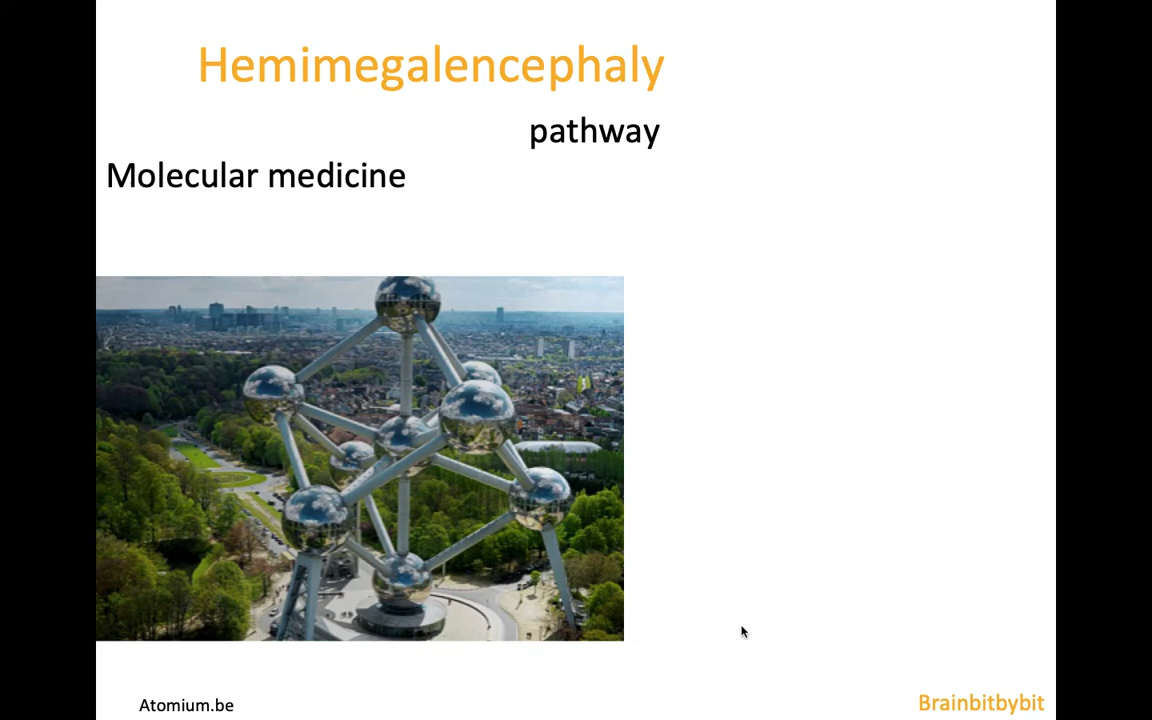 Hemimegalencephaly
pathway
Molecular medicine
Atomium.be
Brainbitbybit